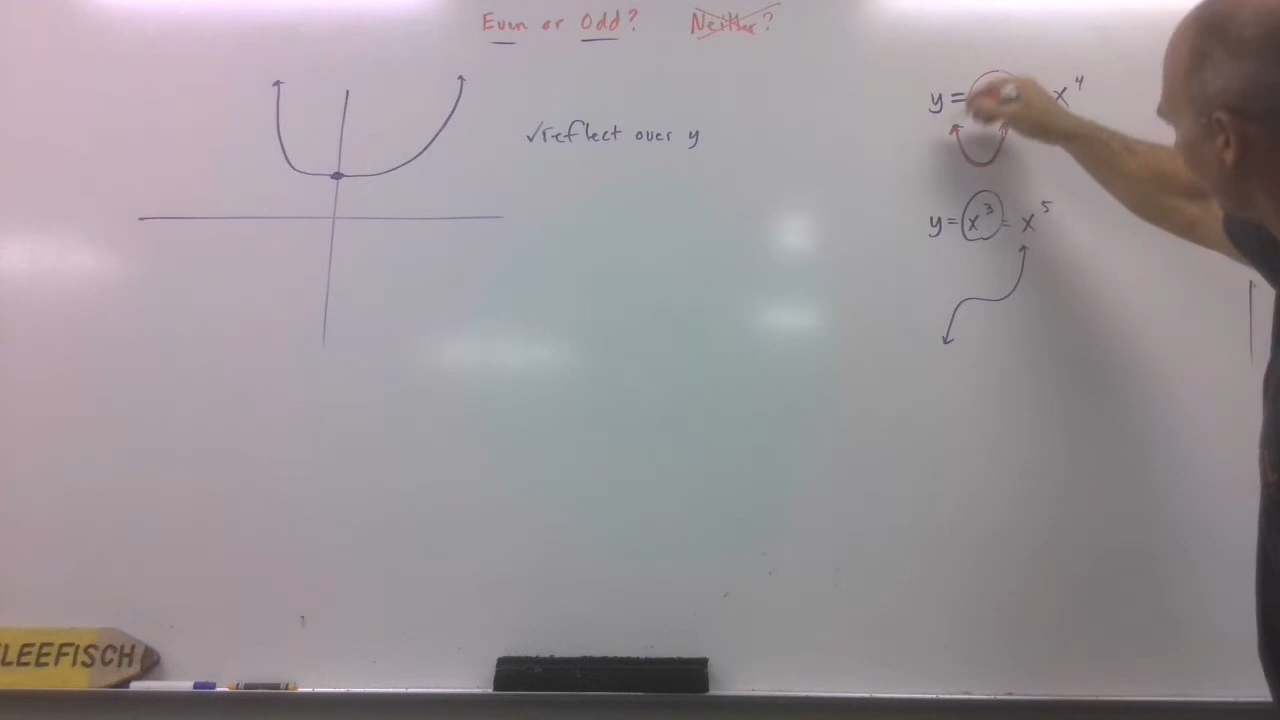 Even or Odd? Neither?
✓reflect over y
y = x⁴
y = x³ = x⁵
LEEFISCH